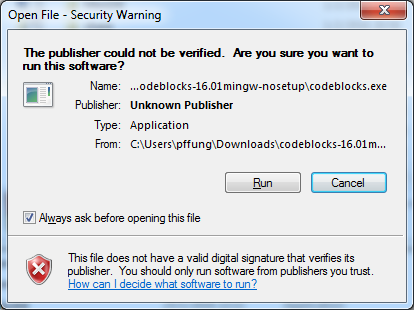 Open File - Security Warning
The publisher could not be verified.  Are you sure you want to
run this software?
Name: ...odeblocks-16.01mingw-nosetup\codeblocks.exe
Publisher: Unknown Publisher
Type: Application
From: C:\Users\pffung\Downloads\codeblocks-16.01m...
Run Cancel
Always ask before opening this file
This file does not have a valid digital signature that verifies its
publisher.  You should only run software from publishers you trust.
How can I decide what software to run?